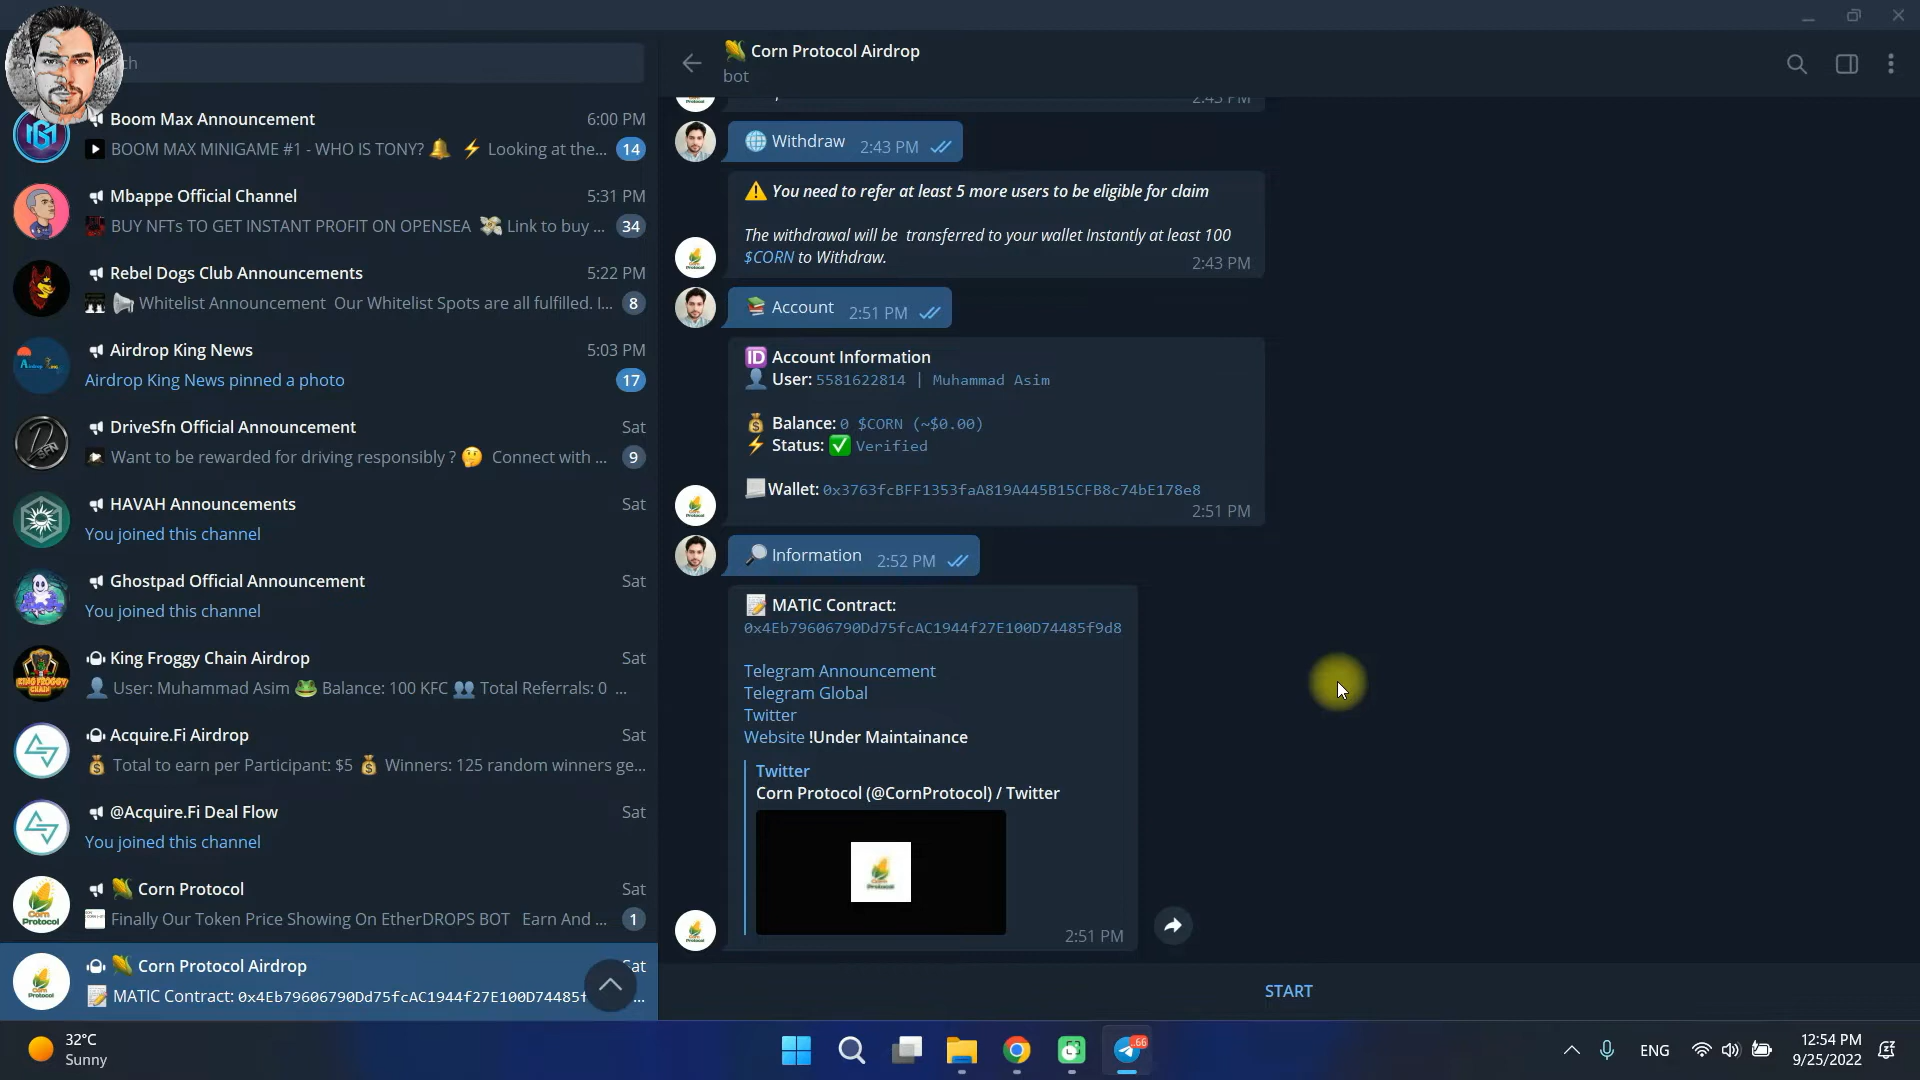 ch
Boom Max Announcement 6:00 PM
BOOM MAX MINIGAME #1 - WHO IS TONY? 🔔 ⚡ Looking at the... 14
Mbappe Official Channel 5:31 PM
BUY NFTs TO GET INSTANT PROFIT ON OPENSEA 💸 Link to buy ... 34
Rebel Dogs Club Announcements 5:22 PM
Whitelist Announcement Our Whitelist Spots are all fulfilled. I... 8
Airdrop King News 5:03 PM
Airdrop King News pinned a photo 17
DriveSfn Official Announcement Sat
Want to be rewarded for driving responsibly ? 🤔 Connect with ... 9
HAVAH Announcements Sat
You joined this channel
Ghostpad Official Announcement Sat
You joined this channel
King Froggy Chain Airdrop Sat
👤 User: Muhammad Asim 🐸 Balance: 100 KFC 👥 Total Referrals: 0 ...
Acquire.Fi Airdrop Sat
💰 Total to earn per Participant: $5 💰 Winners: 125 random winners ge...
@Acquire.Fi Deal Flow Sat
You joined this channel
🌽 Corn Protocol Sat
Finally Our Token Price Showing On EtherDROPS BOT Earn And ... 1
🌽 Corn Protocol Airdrop Sat
📝 MATIC Contract: 0x4Eb79606790Dd75fcAC1944f27E100D74485f ...
🌽 Corn Protocol Airdrop
bot
2:43 PM
🌐 Withdraw 2:43 PM
⚠️ You need to refer at least 5 more users to be eligible for claim
The withdrawal will be transferred to your wallet Instantly at least 100
$CORN to Withdraw.
2:43 PM
📚 Account 2:51 PM
🆔 Account Information
👤 User: 5581622814 | Muhammad Asim
💰 Balance: 0 $CORN (~$0.00)
⚡ Status: ✅ Verified
Wallet: 0x3763fcBFF1353faA819A445B15CFB8c74bE178e8
2:51 PM
🔎 Information 2:52 PM
📝 MATIC Contract:
0x4Eb79606790Dd75fcAC1944f27E100D74485f9d8
Telegram Announcement
Telegram Global
Twitter
Website !Under Maintainance
Twitter
Corn Protocol (@CornProtocol) / Twitter
2:51 PM
START
32°C
Sunny
.66
ENG
12:54 PM
9/25/2022